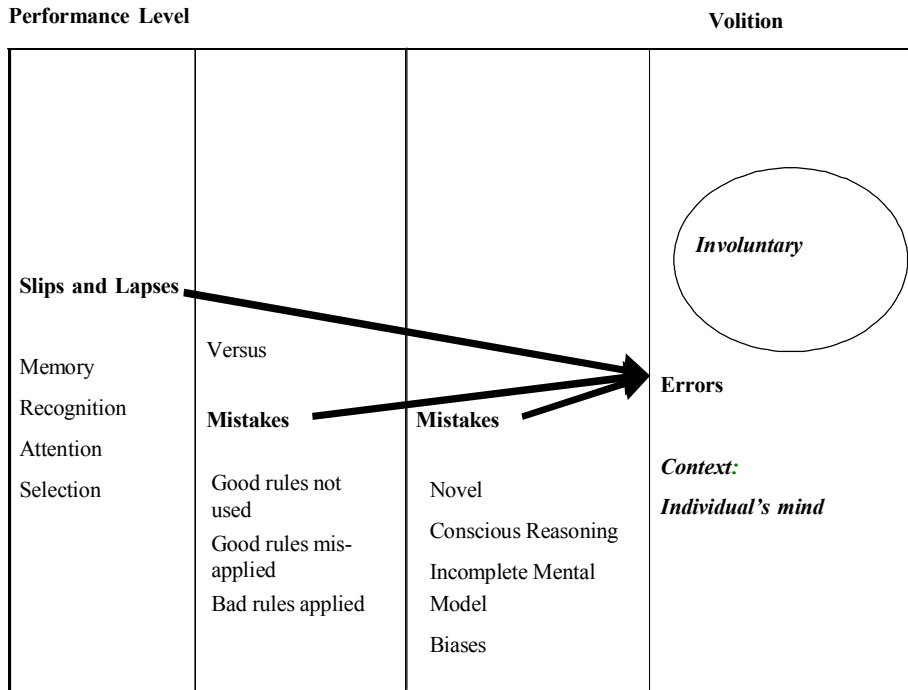 Performance Level
Volition
Slips and Lapses
Memory
Recognition
Attention
Selection
Versus
Mistakes
Good rules not
used
Good rules mis-
applied
Bad rules applied
Mistakes
Novel
Conscious Reasoning
Incomplete Mental
Model
Biases
Involuntary
Errors
Context:
Individual’s mind